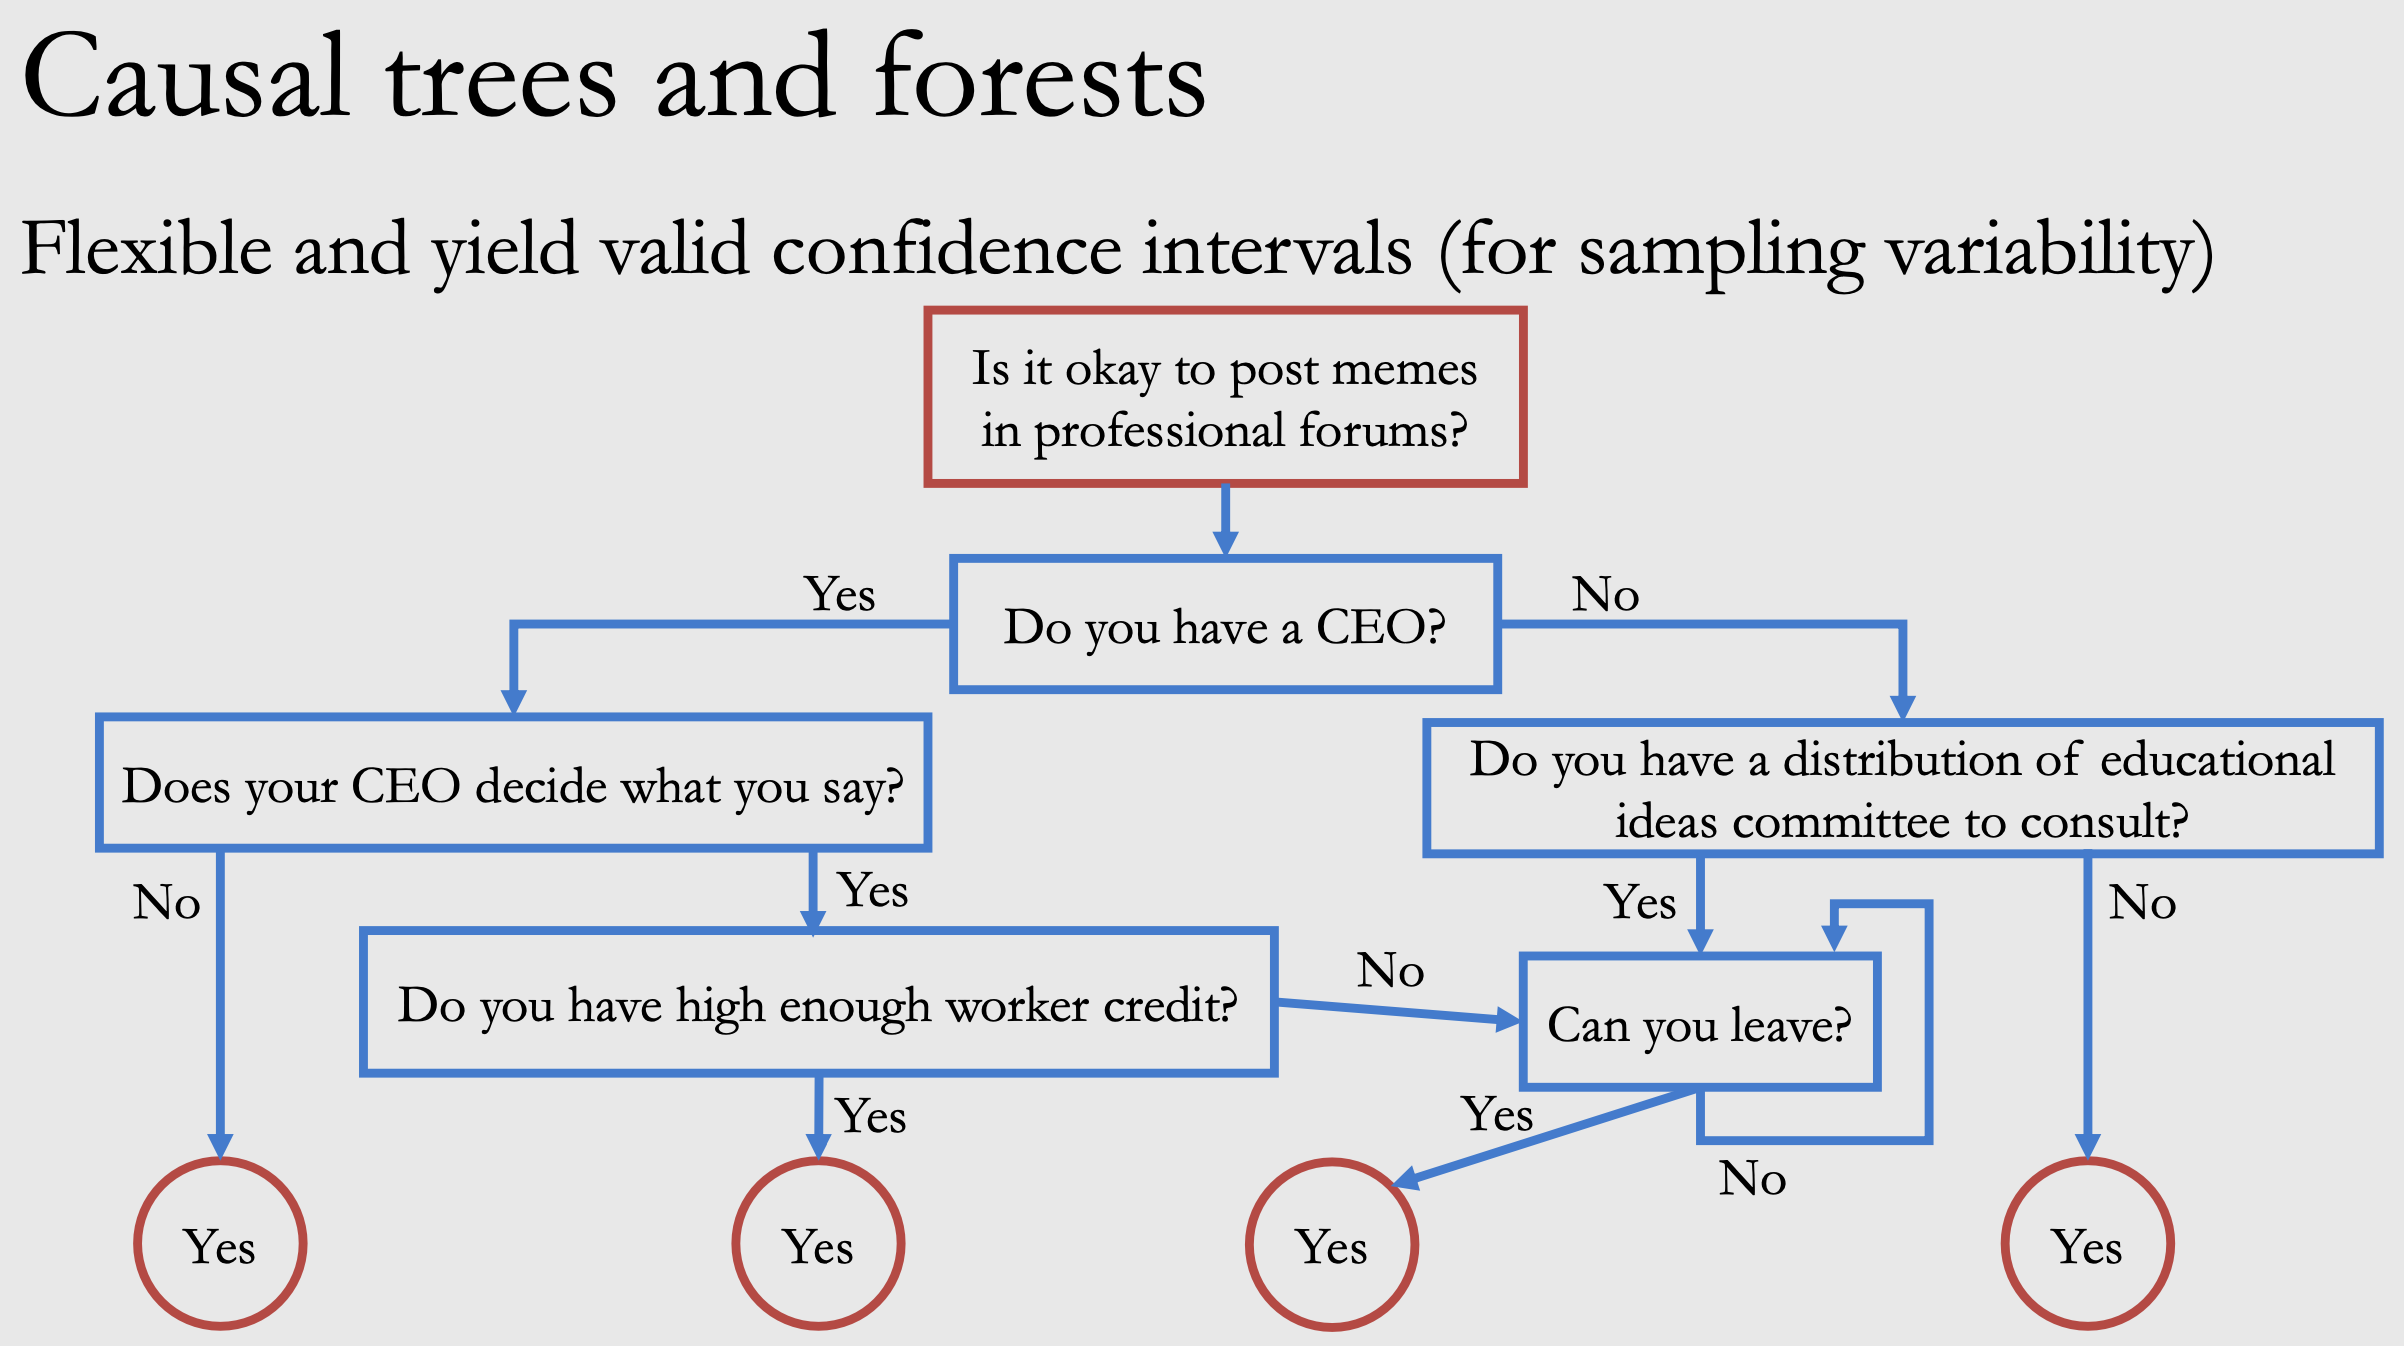 Causal trees and forests
Flexible and yield valid confidence intervals (for sampling variability)
Is it okay to post memes
in professional forums?
Yes
No
Do you have a CEO?
Does your CEO decide what you say?
Do you have a distribution of educational
ideas committee to consult?
No
Yes
Yes
No
Do you have high enough worker credit?
No
Can you leave?
Yes
Yes
No
Yes
Yes
Yes
Yes